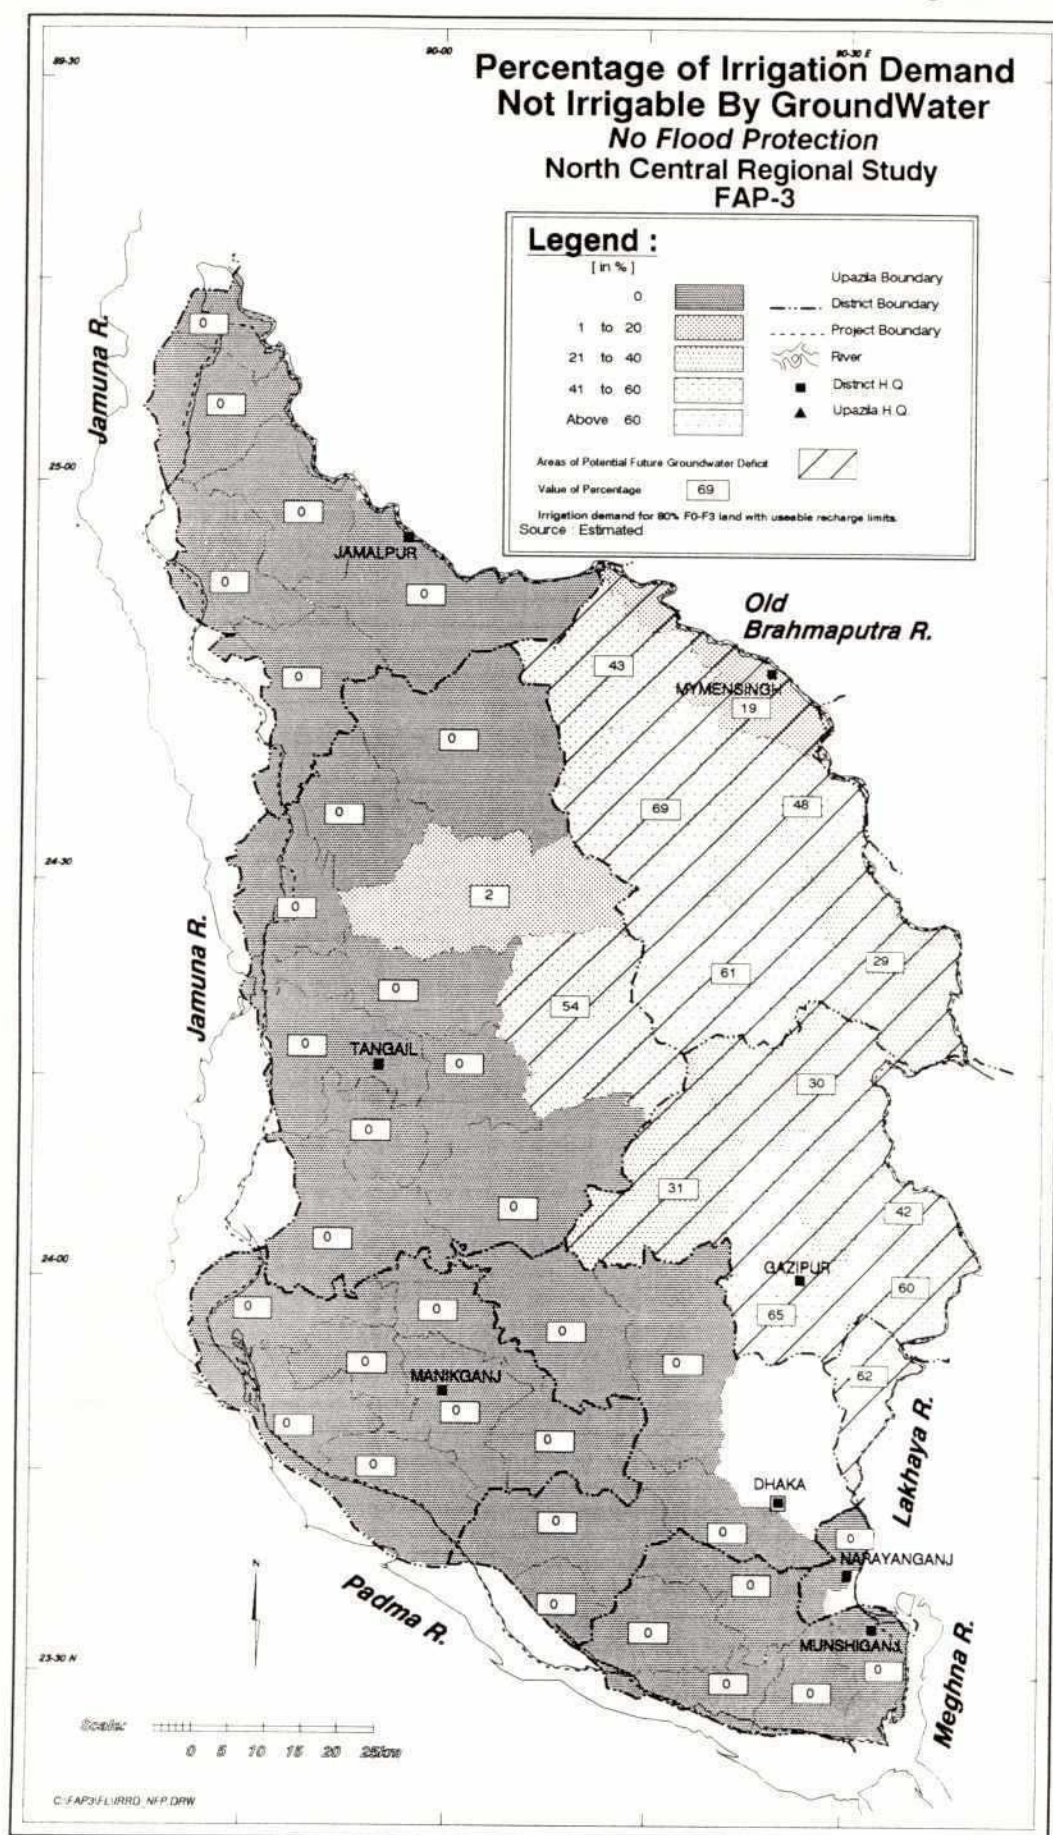 89-30
90-00
90-30 E
Percentage of Irrigation Demand
Not Irrigable By GroundWater
No Flood Protection
North Central Regional Study
FAP-3
Legend :
[ in % ]
0
1 to 20
21 to 40
41 to 60
Above 60
Upazila Boundary
District Boundary
Project Boundary
River
District H.Q.
Upazila H.Q.
Areas of Potential Future Groundwater Deficit
Value of Percentage 69
Irrigation demand for 80% F0-F3 land with useable recharge limits.
Source : Estimated
Jamuna R.
0
0
25-00
0
JAMALPUR
0
0
Old
Brahmaputra R.
43
0
MYMENSINGH
19
0
0
69
48
24-30
2
0
Jamuna R.
0
54
61
29
0
TANGAIL
0
30
0
31
0
42
0
24-00
GAZIPUR
60
65
0
0
0
0
0
62
MANIKGANJ
0
0
0
0
Lakhaya R.
DHAKA
0
0
0
NARAYANGANJ
0
0
Padma R.
0
MUNSHIGANJ
0
0
0
Meghna R.
23-30 N
Scale:
0 5 10 15 20 25km
N
C:\FAP3\FL\IRRD_NFP.DRW